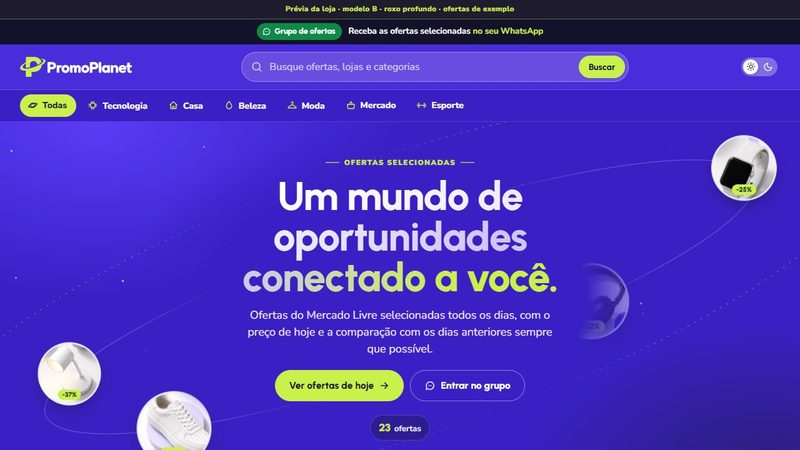 Prévia da loja · modelo B · roxo profundo · ofertas de exemplo
Grupo de ofertas Receba as ofertas selecionadas no seu WhatsApp
PromoPlanet
Busque ofertas, lojas e categorias
Buscar
Todas Tecnologia Casa Beleza Moda Mercado Esporte
OFERTAS SELECIONADAS
Um mundo de
oportunidades
conectado a você.
Ofertas do Mercado Livre selecionadas todos os dias, com o
preço de hoje e a comparação com os dias anteriores sempre
que possível.
Ver ofertas de hoje Entrar no grupo
23 ofertas
-25%
-37%